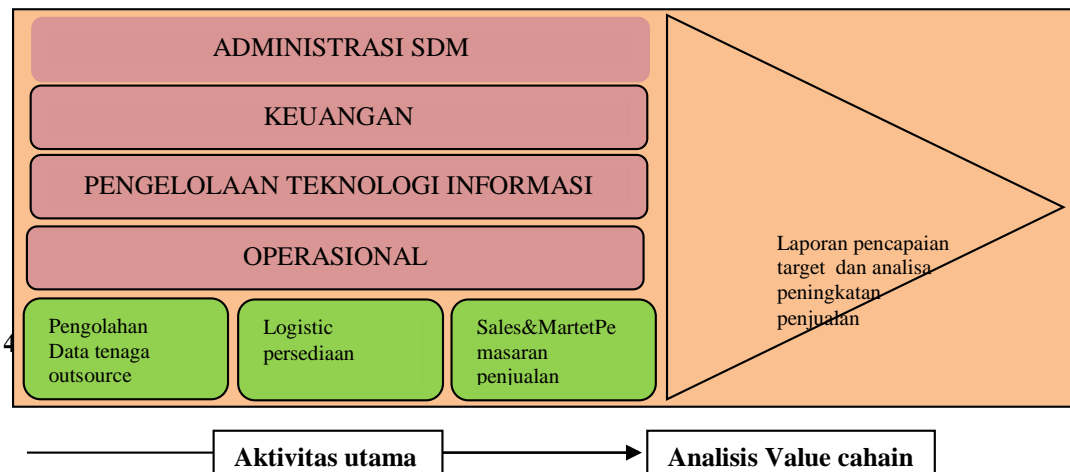 ADMINISTRASI SDM
KEUANGAN
PENGELOLAAN TEKNOLOGI INFORMASI
OPERASIONAL
Pengolahan
Data tenaga
outsource
Logistic
persediaan
Sales&MartetPe
masaran
penjualan
Laporan pencapaian
target dan analisa
peningkatan
penjualan
4
Aktivitas utama
Analisis Value cahain